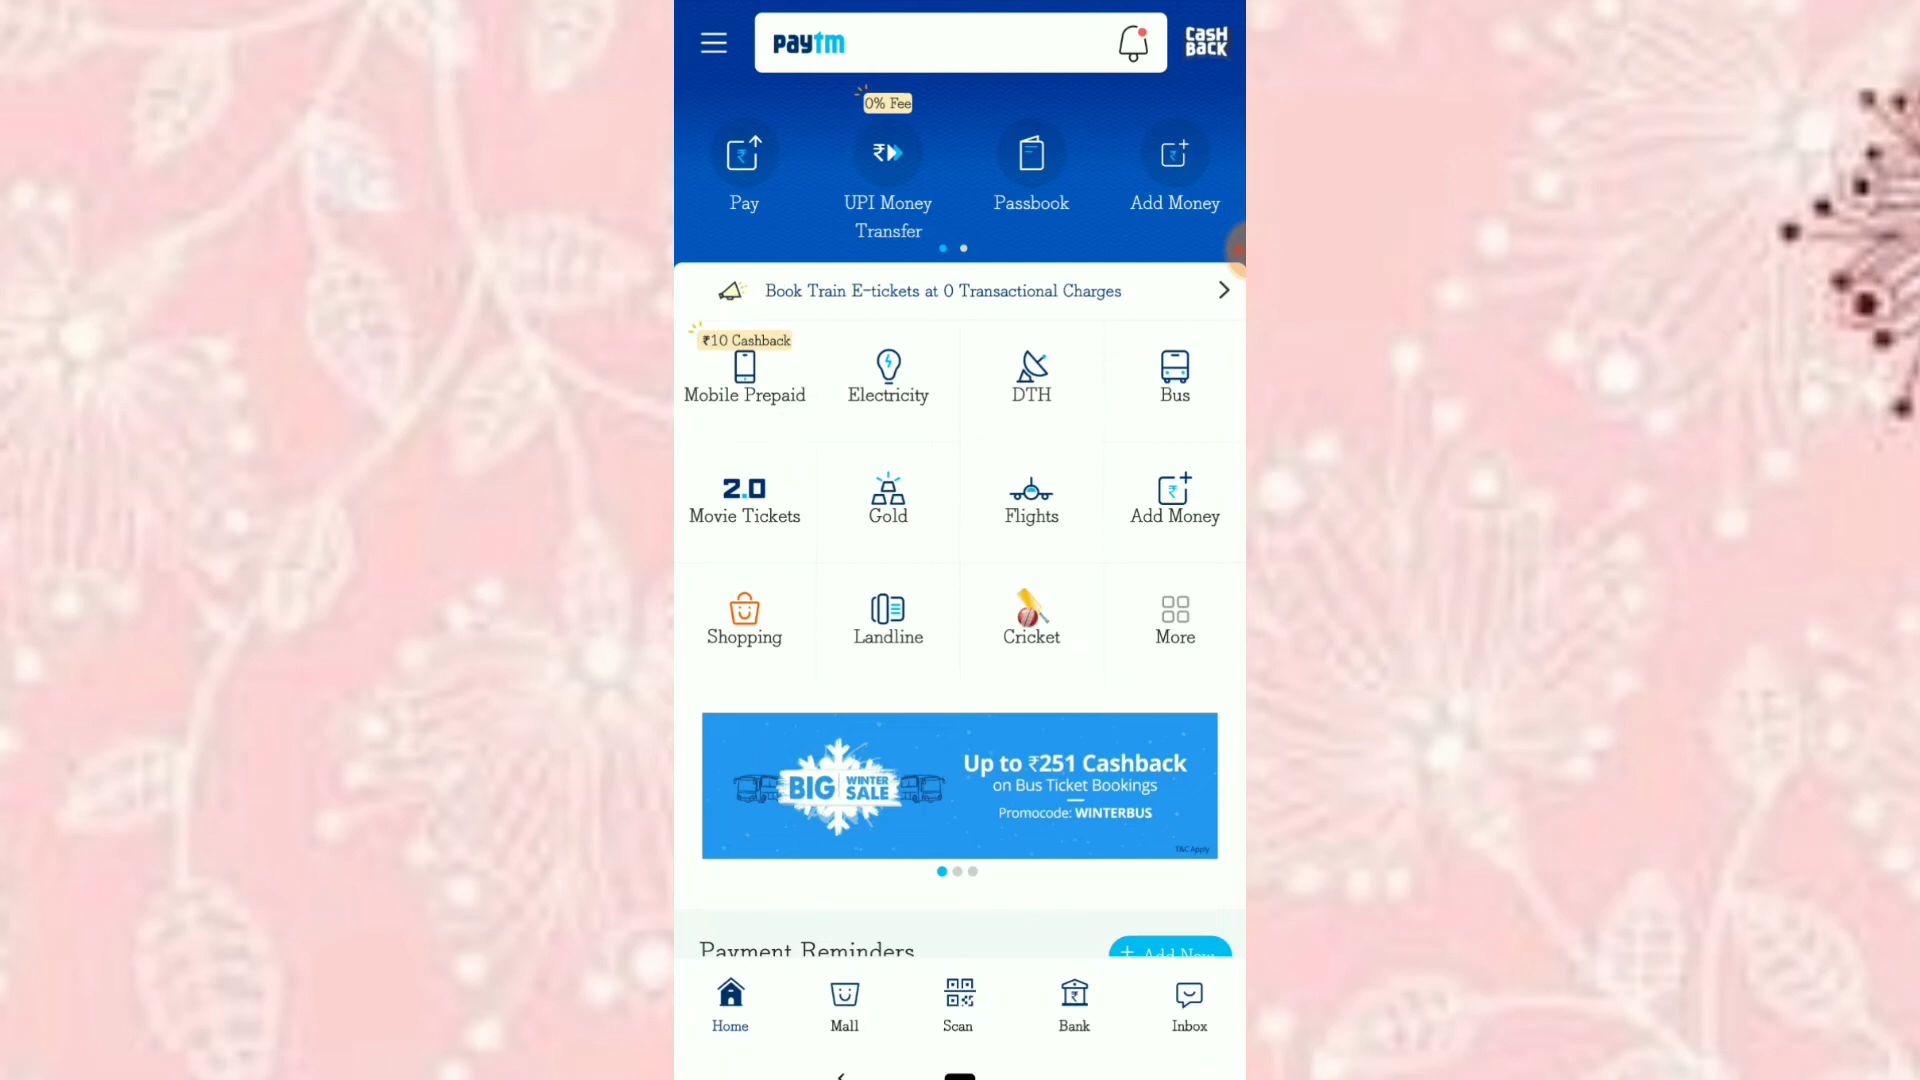 paytm
CASH
BACK
0% Fee
Pay
UPI Money
Transfer
Passbook
Add Money
Book Train E-tickets at 0 Transactional Charges
₹10 Cashback
Mobile Prepaid
Electricity
DTH
Bus
2.0
Movie Tickets
Gold
Flights
Add Money
Shopping
Landline
Cricket
More
BIG WINTER SALE
Up to ₹251 Cashback
on Bus Ticket Bookings
Promocode: WINTERBUS
T&C Apply
Payment Reminders
+ Add New
Home
Mall
Scan
Bank
Inbox